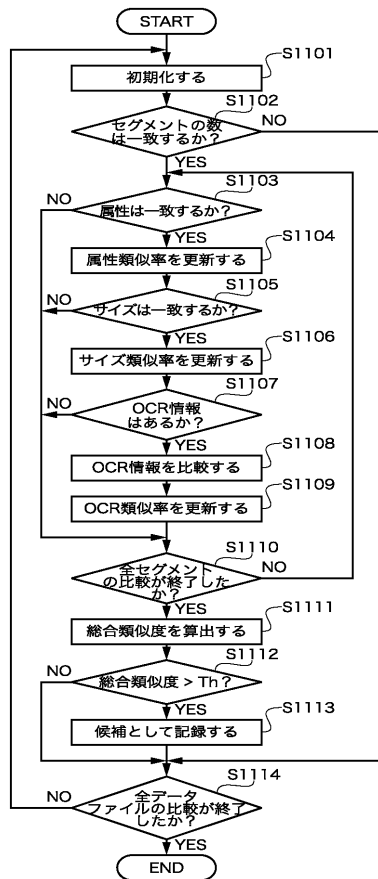 START
S1101
初期化する
S1102
セグメントの数
は一致するか?
NO
YES
S1103
NO
属性は一致するか?
YES
S1104
属性類似率を更新する
S1105
NO
サイズは一致するか?
YES
S1106
サイズ類似率を更新する
S1107
NO
OCR情報
はあるか?
YES
S1108
OCR情報を比較する
S1109
OCR類似率を更新する
S1110
全セグメント
の比較が終了した
か?
NO
YES
S1111
総合類似度を算出する
S1112
NO
総合類似度 > Th?
YES
S1113
候補として記録する
S1114
NO
全データ
ファイルの比較が終了
したか?
YES
END